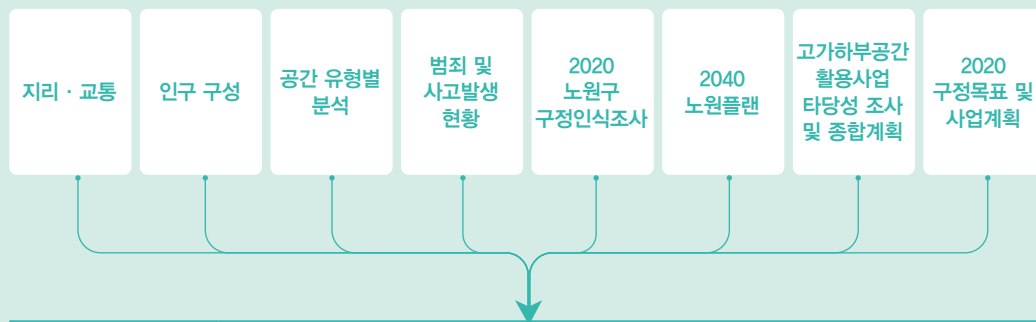 지리 · 교통
인구 구성
공간 유형별
분석
범죄 및
사고발생
현황
2020
노원구
구정인식조사
2040
노원플랜
고가하부공간
활용사업
타당성 조사
및 종합계획
2020
구정목표 및
사업계획